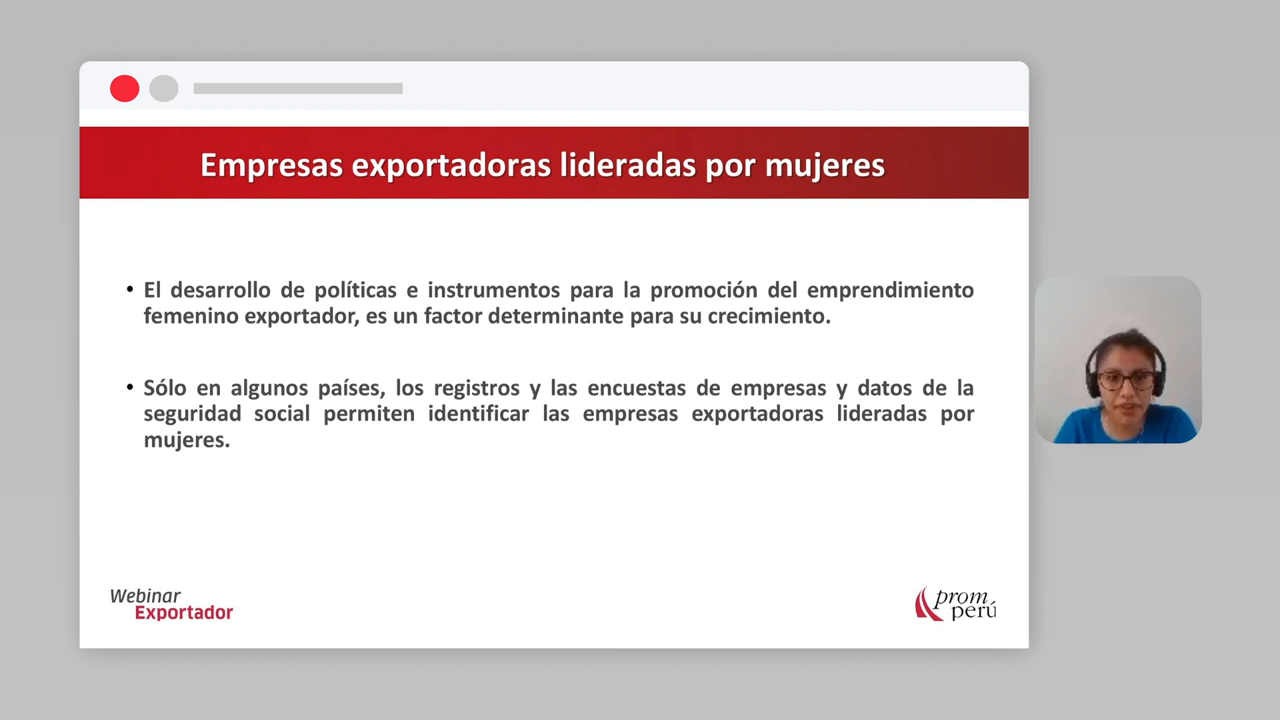 Empresas exportadoras lideradas por mujeres
• El desarrollo de políticas e instrumentos para la promoción del emprendimiento
femenino exportador, es un factor determinante para su crecimiento.
• Sólo en algunos países, los registros y las encuestas de empresas y datos de la
seguridad social permiten identificar las empresas exportadoras lideradas por
mujeres.
Webinar
Exportador
prom
perú